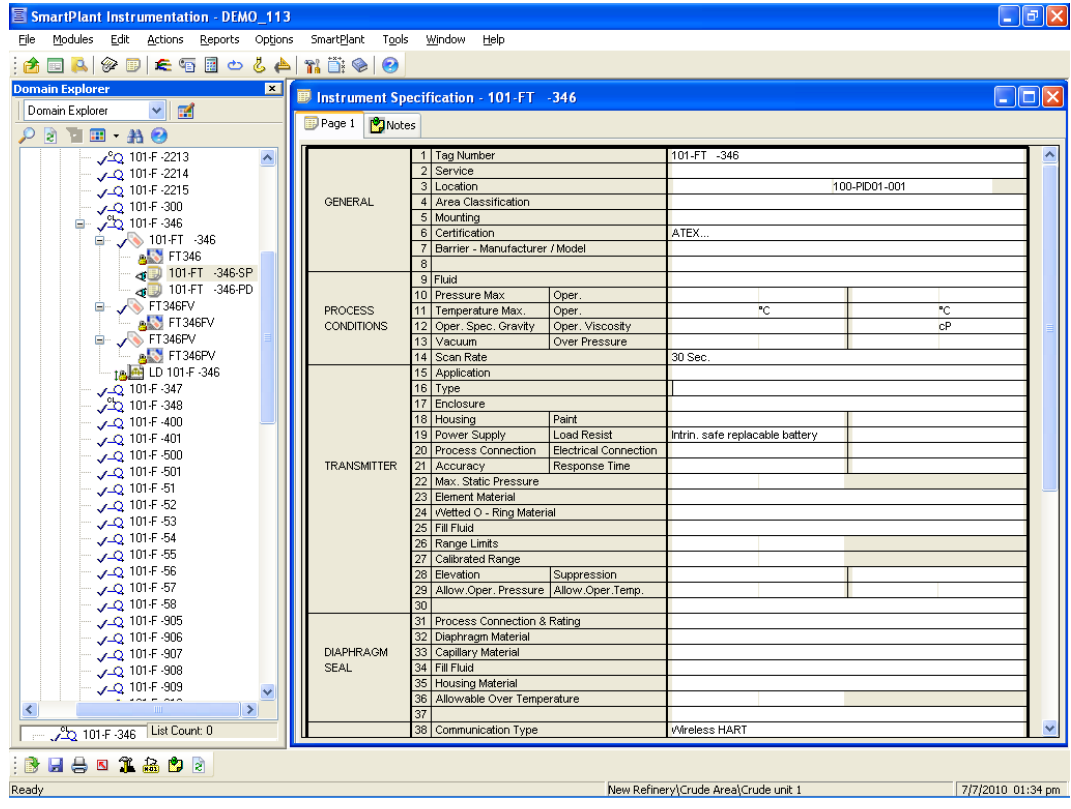 SmartPlant Instrumentation - DEMO_113
File Modules Edit Actions Reports Options SmartPlant Tools Window Help
Domain Explorer
Domain Explorer
101-F -2213
101-F -2214
101-F -2215
101-F -300
101-F -346
101-FT -346
FT346
101-FT -346-SP
101-FT -346-PD
FT346FV
FT346FV
FT346PV
FT346PV
LD 101-F -346
101-F -347
101-F -348
101-F -400
101-F -401
101-F -500
101-F -501
101-F -51
101-F -52
101-F -53
101-F -54
101-F -55
101-F -56
101-F -57
101-F -58
101-F -905
101-F -906
101-F -907
101-F -908
101-F -909
101-F -346 List Count: 0
Instrument Specification - 101-FT -346
Page 1 Notes
GENERAL
1 Tag Number 101-FT -346
2 Service
3 Location 100-PID01-001
4 Area Classification
5 Mounting
6 Certification ATEX...
7 Barrier - Manufacturer / Model
8
PROCESS CONDITIONS
9 Fluid
10 Pressure Max Oper.
11 Temperature Max. Oper. °C °C
12 Oper. Spec. Gravity Oper. Viscosity cP
13 Vacuum Over Pressure
14 Scan Rate 30 Sec.
TRANSMITTER
15 Application
16 Type
17 Enclosure
18 Housing Paint
19 Power Supply Load Resist Intrin. safe replacable battery
20 Process Connection Electrical Connection
21 Accuracy Response Time
22 Max. Static Pressure
23 Element Material
24 Wetted O - Ring Material
25 Fill Fluid
26 Range Limits
27 Calibrated Range
28 Elevation Suppression
29 Allow.Oper. Pressure Allow.Oper.Temp.
30
DIAPHRAGM SEAL
31 Process Connection & Rating
32 Diaphragm Material
33 Capillary Material
34 Fill Fluid
35 Housing Material
36 Allowable Over Temperature
37
38 Communication Type Wireless HART
Ready New Refinery\Crude Area\Crude unit 1 7/7/2010 01:34 pm